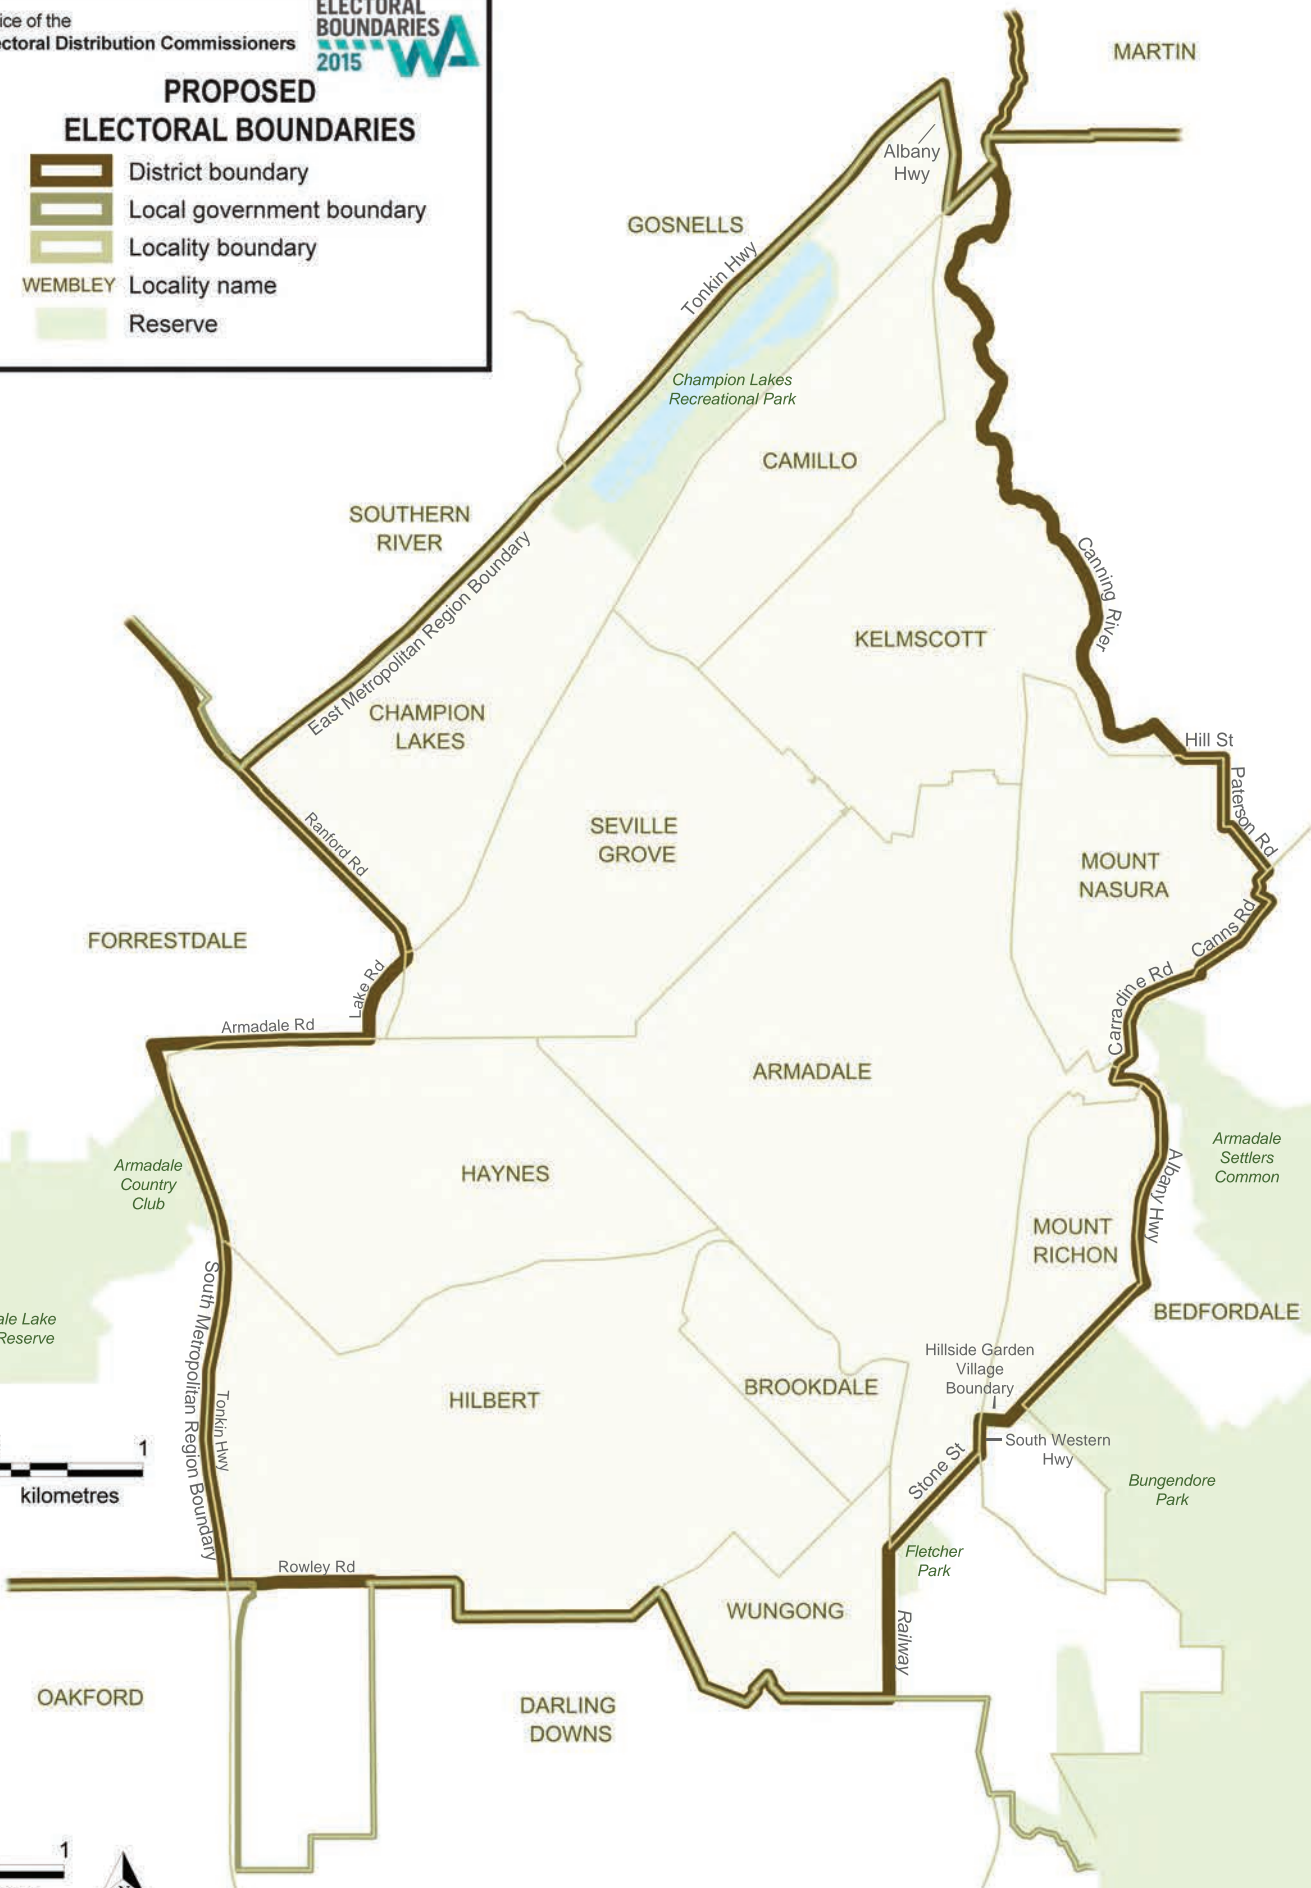 ice of the
ctoral Distribution Commissioners
ELECTORAL
BOUNDARIES
2015 WA
PROPOSED
ELECTORAL BOUNDARIES
District boundary
Local government boundary
Locality boundary
WEMBLEY Locality name
Reserve
MARTIN
Albany
Hwy
GOSNELLS
Tonkin Hwy
Champion Lakes
Recreational Park
CAMILLO
SOUTHERN
RIVER
East Metropolitan Region Boundary
Canning River
KELMSCOTT
CHAMPION
LAKES
Hill St
Paterson Rd
Ranford Rd
SEVILLE
GROVE
MOUNT
NASURA
FORRESTDALE
Canns Rd
Lake Rd
Carradine Rd
Armadale Rd
ARMADALE
Armadale
Country
Club
HAYNES
Armadale
Settlers
Common
Albany Hwy
MOUNT
RICHON
BEDFORDALE
South Metropolitan Region Boundary
ale Lake
Reserve
Hillside Garden
Village
Boundary
BROOKDALE
HILBERT
Tonkin Hwy
South Western
Hwy
Stone St
1
kilometres
Bungendore
Park
Fletcher
Park
Rowley Rd
WUNGONG
Railway
OAKFORD
DARLING
DOWNS
1